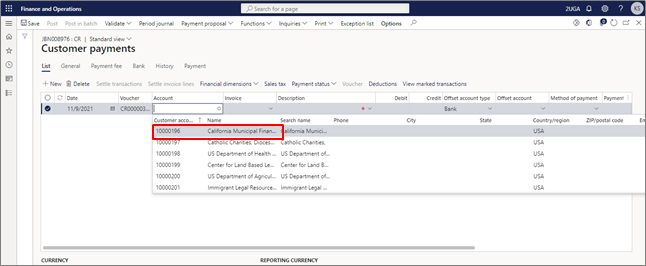 Finance and Operations
Search for a page
ZUGA
KS
Save Post Post in batch Validate Period journal Payment proposal Functions Inquiries Print Exception list Options
JBN008976 : CR | Standard view
Customer payments
List General Payment fee Bank History Payment
+ New Delete Settle transactions Settle invoice lines Financial dimensions Sales tax Payment status Voucher Deductions View marked transactions
Date Voucher Account Invoice Description Debit Credit Offset account type Offset account Method of payment Payment
11/9/2021 CR000003... Bank
Customer acco... Name Search name Phone City State Country/region ZIP/postal code
10000196 California Municipal Finan... California Munici... USA
10000197 Catholic Charities, Dioces... Catholic Charities, USA
10000198 US Department of Health ... US Department of... USA
10000199 Center for Land Based Le... Center for Land B... USA
10000200 US Department of Agricul... US Department of... USA
10000201 Immigrant Legal Resource... Immigrant Legal ... USA
CURRENCY REPORTING CURRENCY